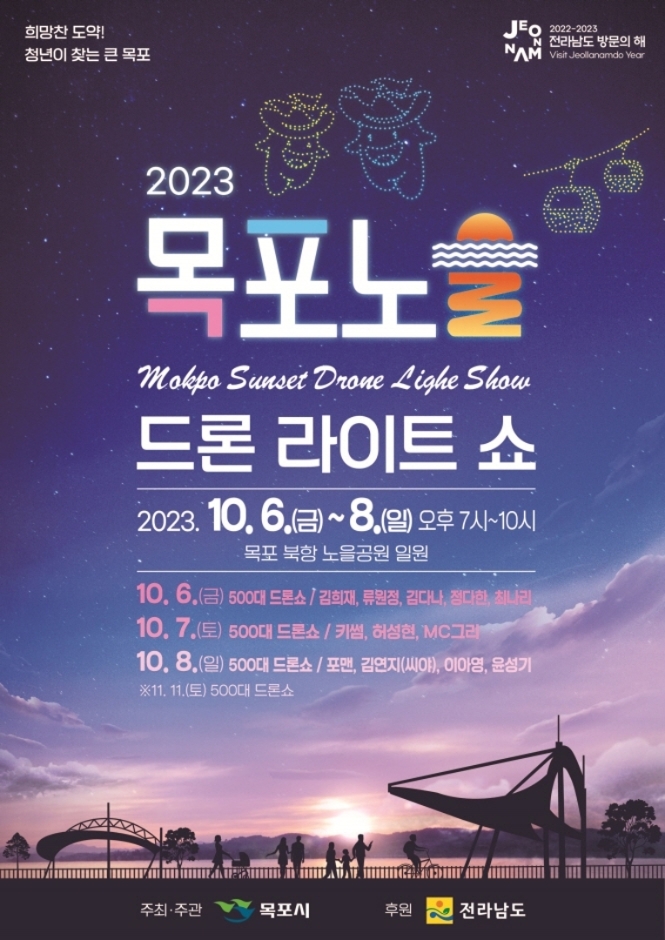 희망찬 도약!
청년이 찾는 큰 목포
JEONNAM
2022-2023
전라남도 방문의 해
Visit Jeollanamdo Year
2023
목포노을
Mokpo Sunset Drone Lighe Show
드론 라이트 쇼
2023. 10. 6.(금) ~ 8.(일) 오후 7시~10시
목포 북항 노을공원 일원
10. 6.(금) 500대 드론쇼 / 김희재, 류원정, 김다나, 정다한, 최나리
10. 7.(토) 500대 드론쇼 / 키썸, 허성현, MC그리
10. 8.(일) 500대 드론쇼 / 포맨, 김연지(씨야), 이아영, 윤성기
※11. 11.(토) 500대 드론쇼
주최·주관 목포시 후원 전라남도